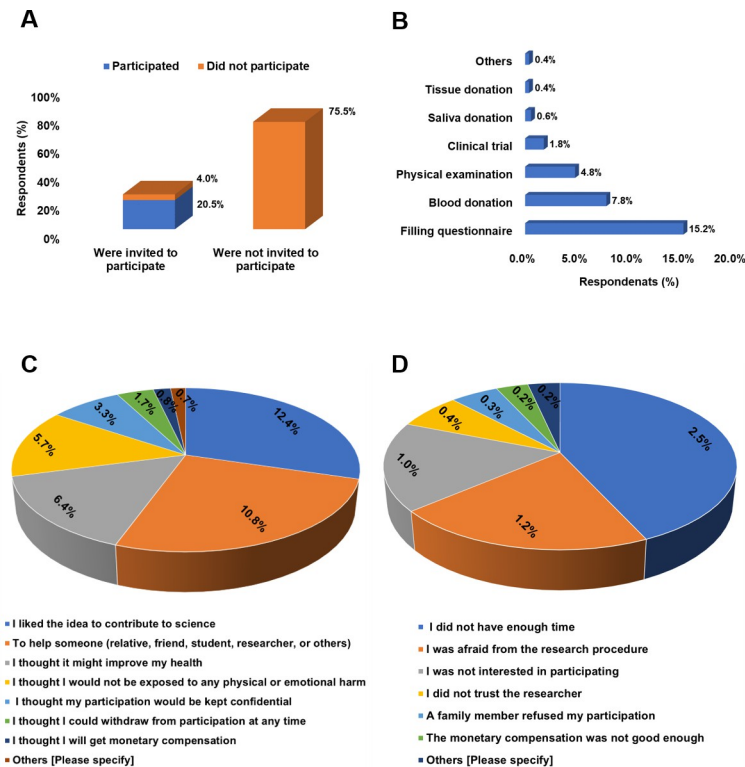 A
Participated
Did not participate
Respondents (%)
100%
80%
60%
40%
20%
0%
75.5%
4.0%
20.5%
Were invited to
participate
Were not invited to
participate
B
Others
0.4%
Tissue donation
0.4%
Saliva donation
0.6%
Clinical trial
1.8%
Physical examination
4.8%
Blood donation
7.8%
Filling questionnaire
15.2%
0.0%
5.0%
10.0%
15.0%
20.0%
Respondenats (%)
C
12.4%
10.8%
6.4%
5.7%
3.3%
1.7%
0.8%
0.7%
I liked the idea to contribute to science
To help someone (relative, friend, student, researcher, or others)
I thought it might improve my health
I thought I would not be exposed to any physical or emotional harm
I thought my participation would be kept confidential
I thought I could withdraw from participation at any time
I thought I will get monetary compensation
Others [Please specify]
D
2.5%
1.2%
1.0%
0.4%
0.3%
0.2%
0.2%
I did not have enough time
I was afraid from the research procedure
I was not interested in participating
I did not trust the researcher
A family member refused my participation
The monetary compensation was not good enough
Others [Please specify]